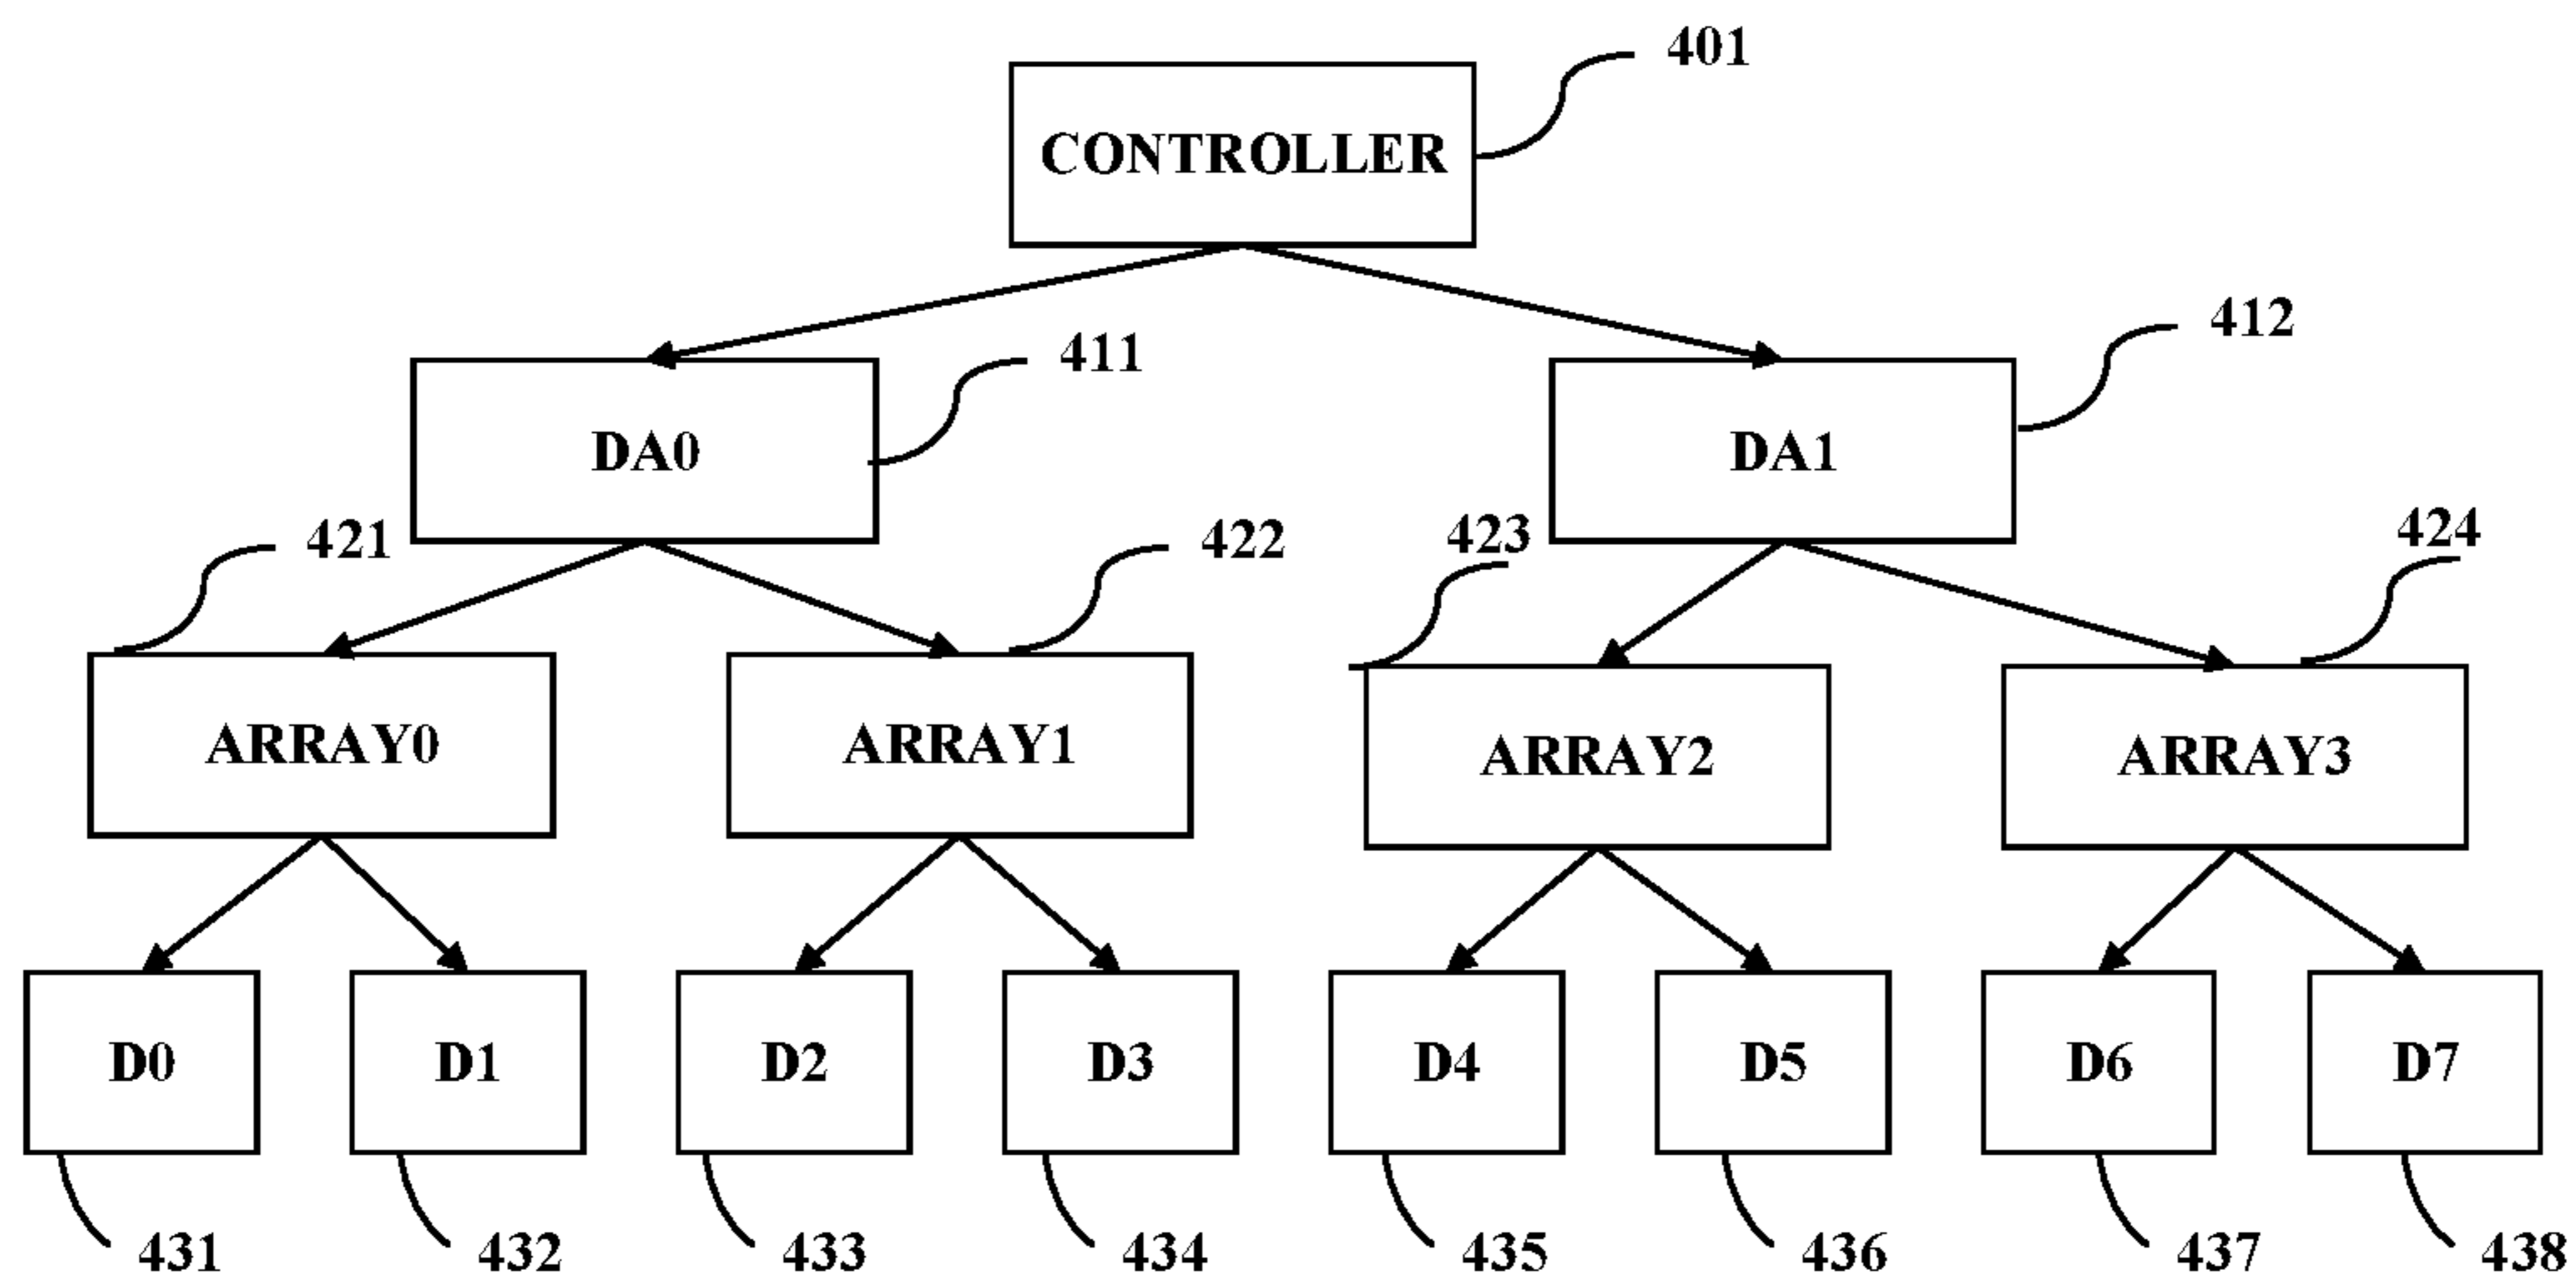 401
CONTROLLER
411
412
DA0
DA1
421
422
423
424
ARRAY0
ARRAY1
ARRAY2
ARRAY3
D0
D1
D2
D3
D4
D5
D6
D7
431
432
433
434
435
436
437
438